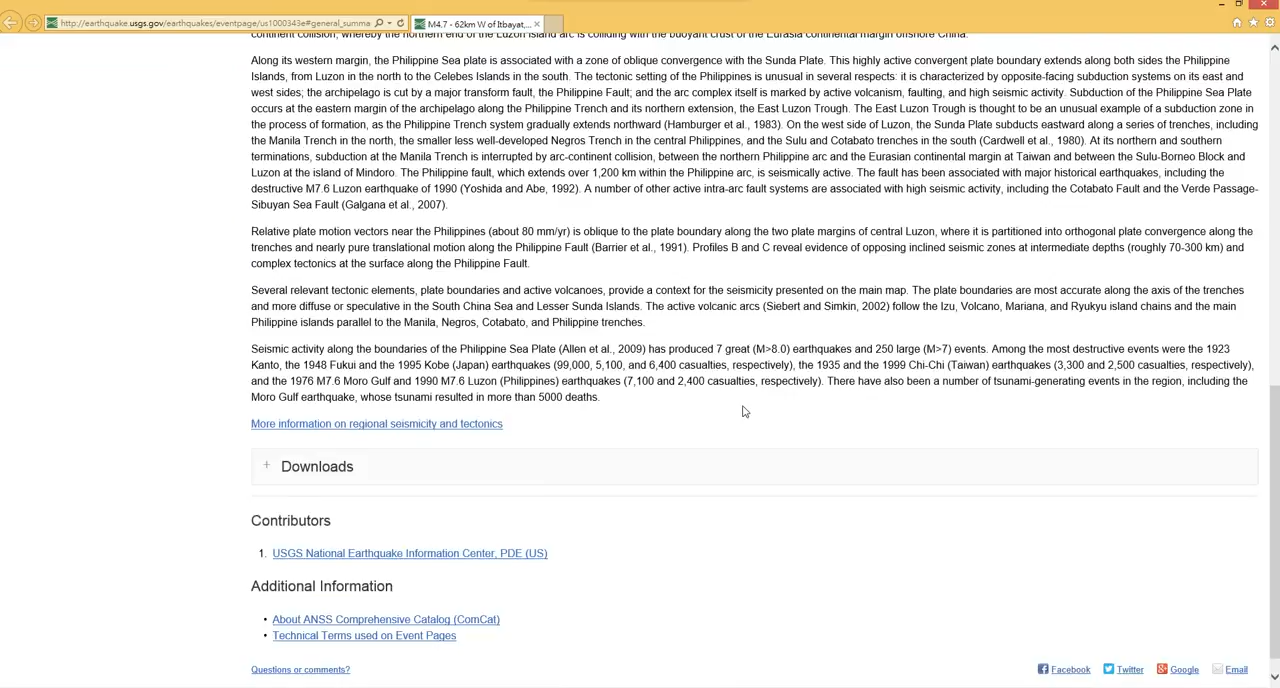 http://earthquake.usgs.gov/earthquakes/eventpage/us1000343e#general_summa
M4.7 - 62km W of Itbayat,...
continent collision, whereby the northern end of the Luzon Island arc is colliding with the buoyant crust of the Eurasia continental margin offshore China.
Along its western margin, the Philippine Sea plate is associated with a zone of oblique convergence with the Sunda Plate. This highly active convergent plate boundary extends along both sides the Philippine
Islands, from Luzon in the north to the Celebes Islands in the south. The tectonic setting of the Philippines is unusual in several respects: it is characterized by opposite-facing subduction systems on its east and
west sides; the archipelago is cut by a major transform fault, the Philippine Fault; and the arc complex itself is marked by active volcanism, faulting, and high seismic activity. Subduction of the Philippine Sea Plate
occurs at the eastern margin of the archipelago along the Philippine Trench and its northern extension, the East Luzon Trough. The East Luzon Trough is thought to be an unusual example of a subduction zone in
the process of formation, as the Philippine Trench system gradually extends northward (Hamburger et al., 1983). On the west side of Luzon, the Sunda Plate subducts eastward along a series of trenches, including
the Manila Trench in the north, the smaller less well-developed Negros Trench in the central Philippines, and the Sulu and Cotabato trenches in the south (Cardwell et al., 1980). At its northern and southern
terminations, subduction at the Manila Trench is interrupted by arc-continent collision, between the northern Philippine arc and the Eurasian continental margin at Taiwan and between the Sulu-Borneo Block and
Luzon at the island of Mindoro. The Philippine fault, which extends over 1,200 km within the Philippine arc, is seismically active. The fault has been associated with major historical earthquakes, including the
destructive M7.6 Luzon earthquake of 1990 (Yoshida and Abe, 1992). A number of other active intra-arc fault systems are associated with high seismic activity, including the Cotabato Fault and the Verde Passage-
Sibuyan Sea Fault (Galgana et al., 2007).
Relative plate motion vectors near the Philippines (about 80 mm/yr) is oblique to the plate boundary along the two plate margins of central Luzon, where it is partitioned into orthogonal plate convergence along the
trenches and nearly pure translational motion along the Philippine Fault (Barrier et al., 1991). Profiles B and C reveal evidence of opposing inclined seismic zones at intermediate depths (roughly 70-300 km) and
complex tectonics at the surface along the Philippine Fault.
Several relevant tectonic elements, plate boundaries and active volcanoes, provide a context for the seismicity presented on the main map. The plate boundaries are most accurate along the axis of the trenches
and more diffuse or speculative in the South China Sea and Lesser Sunda Islands. The active volcanic arcs (Siebert and Simkin, 2002) follow the Izu, Volcano, Mariana, and Ryukyu island chains and the main
Philippine islands parallel to the Manila, Negros, Cotabato, and Philippine trenches.
Seismic activity along the boundaries of the Philippine Sea Plate (Allen et al., 2009) has produced 7 great (M>8.0) earthquakes and 250 large (M>7) events. Among the most destructive events were the 1923
Kanto, the 1948 Fukui and the 1995 Kobe (Japan) earthquakes (99,000, 5,100, and 6,400 casualties, respectively), the 1935 and the 1999 Chi-Chi (Taiwan) earthquakes (3,300 and 2,500 casualties, respectively),
and the 1976 M7.6 Moro Gulf and 1990 M7.6 Luzon (Philippines) earthquakes (7,100 and 2,400 casualties, respectively). There have also been a number of tsunami-generating events in the region, including the
Moro Gulf earthquake, whose tsunami resulted in more than 5000 deaths.
More information on regional seismicity and tectonics
+ Downloads
Contributors
1. USGS National Earthquake Information Center, PDE (US)
Additional Information
• About ANSS Comprehensive Catalog (ComCat)
• Technical Terms used on Event Pages
Questions or comments?
Facebook
Twitter
Google
Email